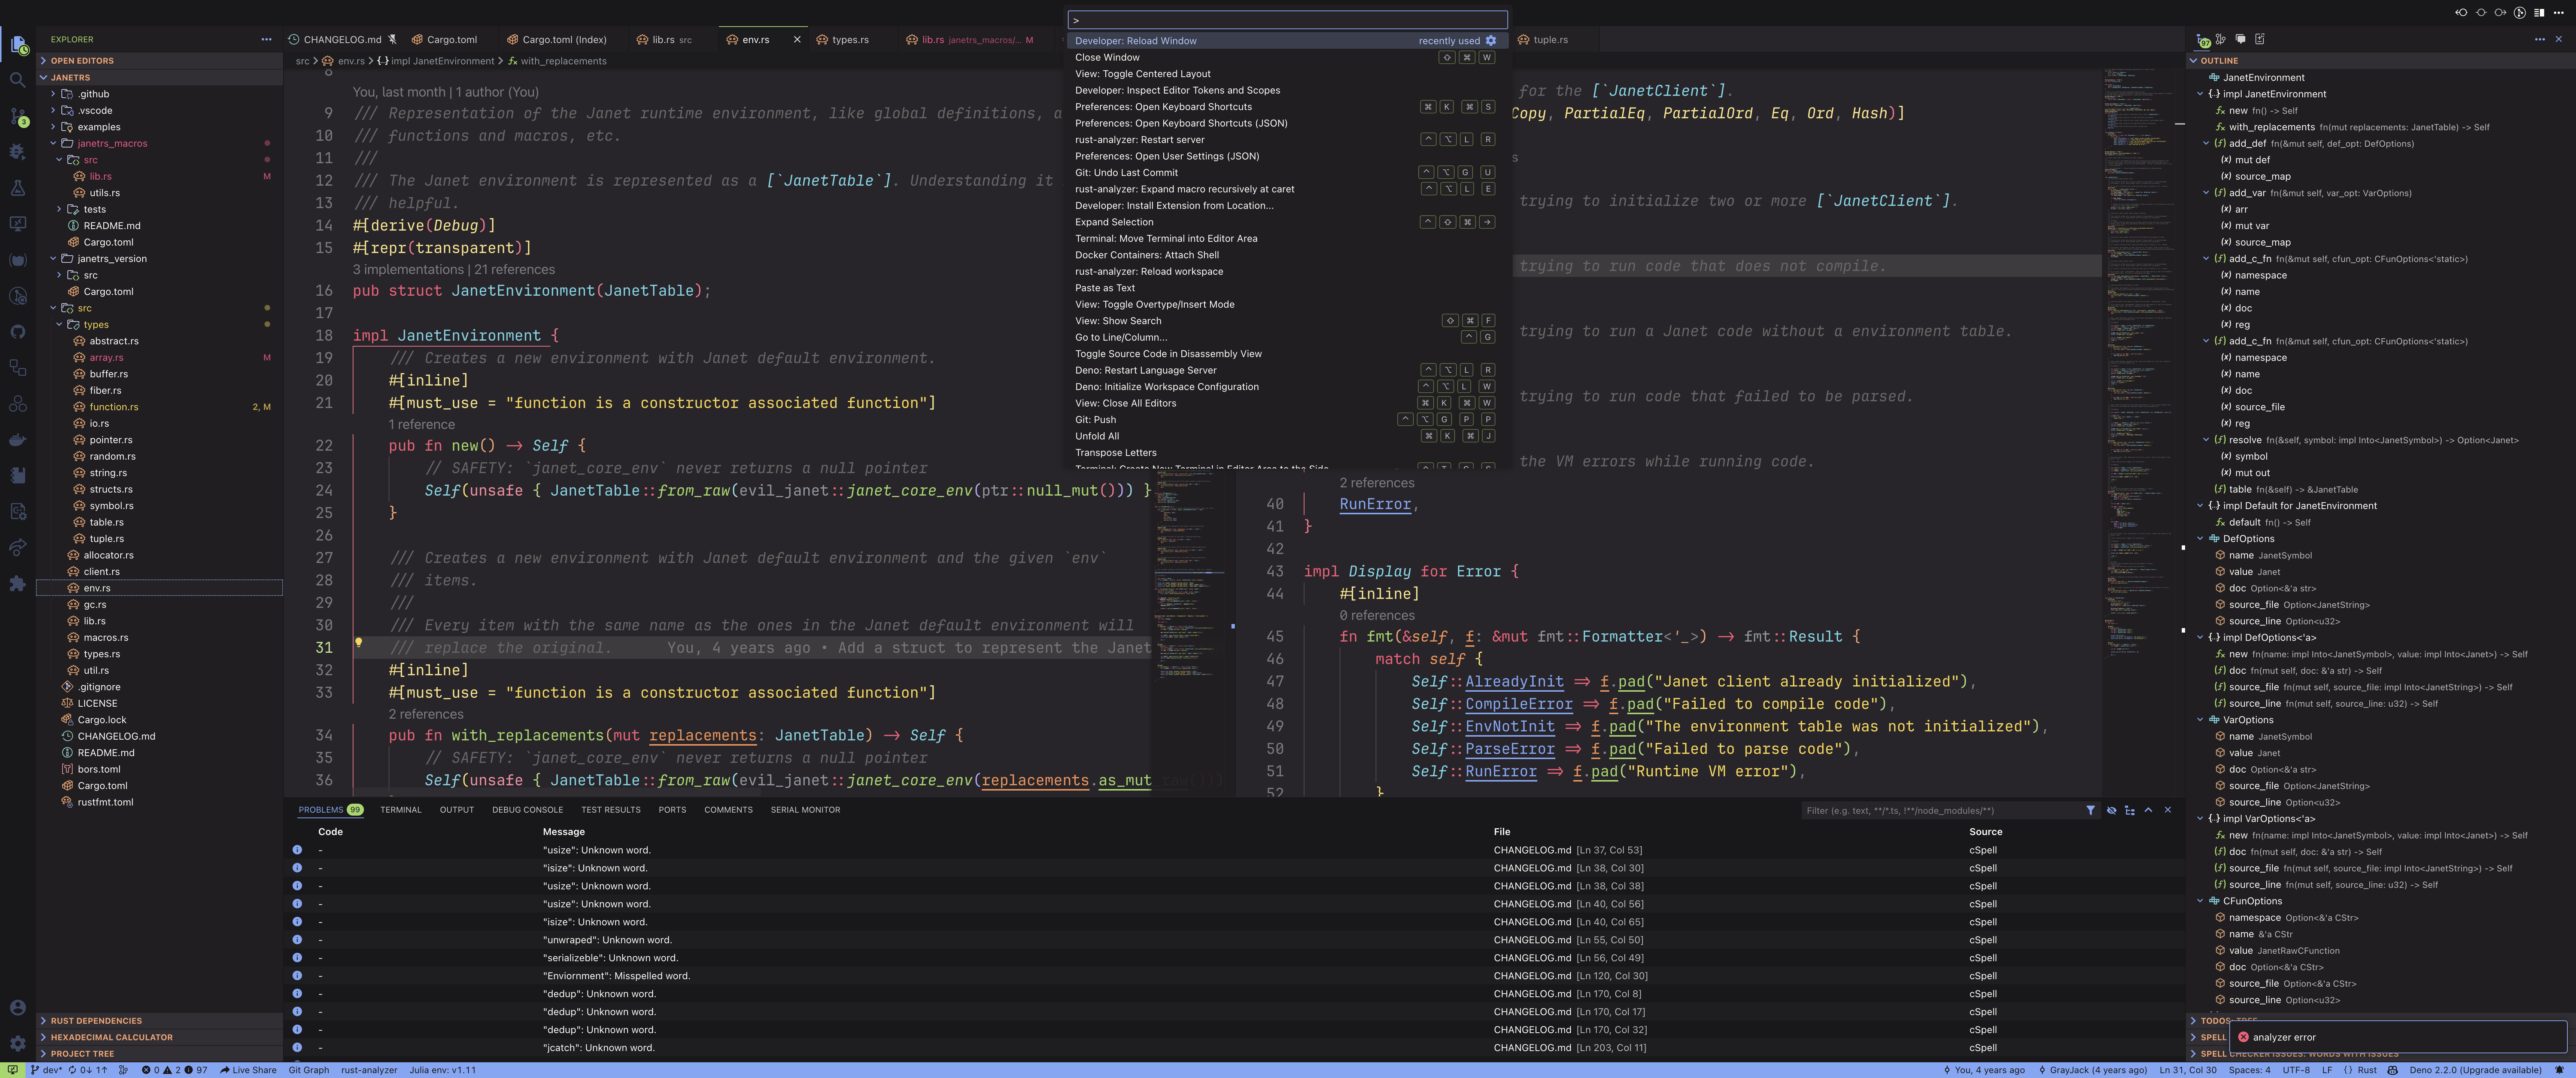 >
EXPLORER
OPEN EDITORS
JANETRS
.github
.vscode
examples
janetrs_macros
src
lib.rs M
utils.rs
tests
README.md
Cargo.toml
janetrs_version
src
Cargo.toml
src
types
abstract.rs
array.rs M
buffer.rs
fiber.rs
function.rs 2, M
io.rs
pointer.rs
random.rs
string.rs
structs.rs
symbol.rs
table.rs
tuple.rs
allocator.rs
client.rs
env.rs
gc.rs
lib.rs
macros.rs
types.rs
util.rs
.gitignore
LICENSE
Cargo.lock
CHANGELOG.md
README.md
bors.toml
Cargo.toml
rustfmt.toml
RUST DEPENDENCIES
HEXADECIMAL CALCULATOR
PROJECT TREE
3
CHANGELOG.md Cargo.toml Cargo.toml (Index) lib.rs src env.rs types.rs lib.rs janetrs_macros/... M tuple.rs
src > env.rs > impl JanetEnvironment > with_replacements
8
You, last month | 1 author (You)
9 /// Representation of the Janet runtime environment, like global definitions, a
10 /// functions and macros, etc.
11 ///
12 /// The Janet environment is represented as a [`JanetTable`]. Understanding it
13 /// helpful.
14 #[derive(Debug)]
15 #[repr(transparent)]
3 implementations | 21 references
16 pub struct JanetEnvironment(JanetTable);
17
18 impl JanetEnvironment {
19 /// Creates a new environment with Janet default environment.
20 #[inline]
21 #[must_use = "function is a constructor associated function"]
1 reference
22 pub fn new() -> Self {
23 // SAFETY: `janet_core_env` never returns a null pointer
24 Self(unsafe { JanetTable::from_raw(evil_janet::janet_core_env(ptr::null_mut())) }
25 }
26
27 /// Creates a new environment with Janet default environment and the given `env`
28 /// items.
29 ///
30 /// Every item with the same name as the ones in the Janet default environment will
31 /// replace the original. You, 4 years ago • Add a struct to represent the Janet
32 #[inline]
33 #[must_use = "function is a constructor associated function"]
2 references
34 pub fn with_replacements(mut replacements: JanetTable) -> Self {
35 // SAFETY: `janet_core_env` never returns a null pointer
36 Self(unsafe { JanetTable::from_raw(evil_janet::janet_core_env(replacements.as_mut_raw()))
Developer: Reload Window recently used
Close Window ⇧ ⌘ W
View: Toggle Centered Layout
Developer: Inspect Editor Tokens and Scopes
Preferences: Open Keyboard Shortcuts ⌘ K ⌘ S
Preferences: Open Keyboard Shortcuts (JSON)
rust-analyzer: Restart server ⌃ ⌥ L R
Preferences: Open User Settings (JSON)
Git: Undo Last Commit ⌃ ⌥ G U
rust-analyzer: Expand macro recursively at caret ⌃ ⌥ L E
Developer: Install Extension from Location...
Expand Selection ⌃ ⇧ ⌘ →
Terminal: Move Terminal into Editor Area
Docker Containers: Attach Shell
rust-analyzer: Reload workspace
Paste as Text
View: Toggle Overtype/Insert Mode
View: Show Search ⇧ ⌘ F
Go to Line/Column... ⌃ G
Toggle Source Code in Disassembly View
Deno: Restart Language Server ⌃ ⌥ L R
Deno: Initialize Workspace Configuration ⌃ ⌥ L W
View: Close All Editors ⌘ K ⌘ W
Git: Push ⌃ ⌥ G P P
Unfold All ⌘ K ⌘ J
Transpose Letters
Terminal: Create New Terminal in Editor Area to the Side
for the [`JanetClient`].
Copy, PartialEq, PartialOrd, Eq, Ord, Hash)]
s
trying to initialize two or more [`JanetClient`].
trying to run code that does not compile.
trying to run a Janet code without a environment table.
trying to run code that failed to be parsed.
the VM errors while running code.
2 references
40 RunError,
41 }
42
43 impl Display for Error {
44 #[inline]
0 references
45 fn fmt(&self, f: &mut fmt::Formatter<'_>) -> fmt::Result {
46 match self {
47 Self::AlreadyInit => f.pad("Janet client already initialized"),
48 Self::CompileError => f.pad("Failed to compile code"),
49 Self::EnvNotInit => f.pad("The environment table was not initialized"),
50 Self::ParseError => f.pad("Failed to parse code"),
51 Self::RunError => f.pad("Runtime VM error"),
52 }
PROBLEMS 99 TERMINAL OUTPUT DEBUG CONSOLE TEST RESULTS PORTS COMMENTS SERIAL MONITOR Filter (e.g. text, **/*.ts, !**/node_modules/**)
Code Message File Source
- "usize": Unknown word. CHANGELOG.md [Ln 37, Col 53] cSpell
- "isize": Unknown word. CHANGELOG.md [Ln 38, Col 30] cSpell
- "usize": Unknown word. CHANGELOG.md [Ln 38, Col 38] cSpell
- "usize": Unknown word. CHANGELOG.md [Ln 40, Col 56] cSpell
- "isize": Unknown word. CHANGELOG.md [Ln 40, Col 65] cSpell
- "unwraped": Unknown word. CHANGELOG.md [Ln 55, Col 50] cSpell
- "serializeble": Unknown word. CHANGELOG.md [Ln 56, Col 49] cSpell
- "Enviornment": Misspelled word. CHANGELOG.md [Ln 120, Col 30] cSpell
- "dedup": Unknown word. CHANGELOG.md [Ln 170, Col 8] cSpell
- "dedup": Unknown word. CHANGELOG.md [Ln 170, Col 17] cSpell
- "dedup": Unknown word. CHANGELOG.md [Ln 170, Col 32] cSpell
- "jcatch": Unknown word. CHANGELOG.md [Ln 203, Col 11] cSpell
97
OUTLINE
JanetEnvironment
impl JanetEnvironment
new fn() -> Self
with_replacements fn(mut replacements: JanetTable) -> Self
add_def fn(&mut self, def_opt: DefOptions)
mut def
source_map
add_var fn(&mut self, var_opt: VarOptions)
arr
mut var
source_map
add_c_fn fn(&mut self, cfun_opt: CFunOptions<'static>)
namespace
name
doc
reg
add_c_fn fn(&mut self, cfun_opt: CFunOptions<'static>)
namespace
name
doc
source_file
reg
resolve fn(&self, symbol: impl Into<JanetSymbol>) -> Option<Janet>
symbol
mut out
table fn(&self) -> &JanetTable
impl Default for JanetEnvironment
default fn() -> Self
DefOptions
name JanetSymbol
value Janet
doc Option<&'a str>
source_file Option<JanetString>
source_line Option<u32>
impl DefOptions<'a>
new fn(name: impl Into<JanetSymbol>, value: impl Into<Janet>) -> Self
doc fn(mut self, doc: &'a str) -> Self
source_file fn(mut self, source_file: impl Into<JanetString>) -> Self
source_line fn(mut self, source_line: u32) -> Self
VarOptions
name JanetSymbol
value Janet
doc Option<&'a str>
source_file Option<JanetString>
source_line Option<u32>
impl VarOptions<'a>
new fn(name: impl Into<JanetSymbol>, value: impl Into<Janet>) -> Self
doc fn(mut self, doc: &'a str) -> Self
source_file fn(mut self, source_file: impl Into<JanetString>) -> Self
source_line fn(mut self, source_line: u32) -> Self
CFunOptions
namespace Option<&'a CStr>
name &'a CStr
value JanetRawCFunction
doc Option<&'a CStr>
source_file Option<&'a CStr>
source_line Option<u32>
TODOS: TREE
SPELL
analyzer error
SPELL CHECKER ISSUES: WORDS WITH ISSUES
dev* 0↓ 1↑ 0 2 97 Live Share Git Graph rust-analyzer Julia env: v1.11 You, 4 years ago GrayJack (4 years ago) Ln 31, Col 30 Spaces: 4 UTF-8 LF {} Rust Deno 2.2.0 (Upgrade available)